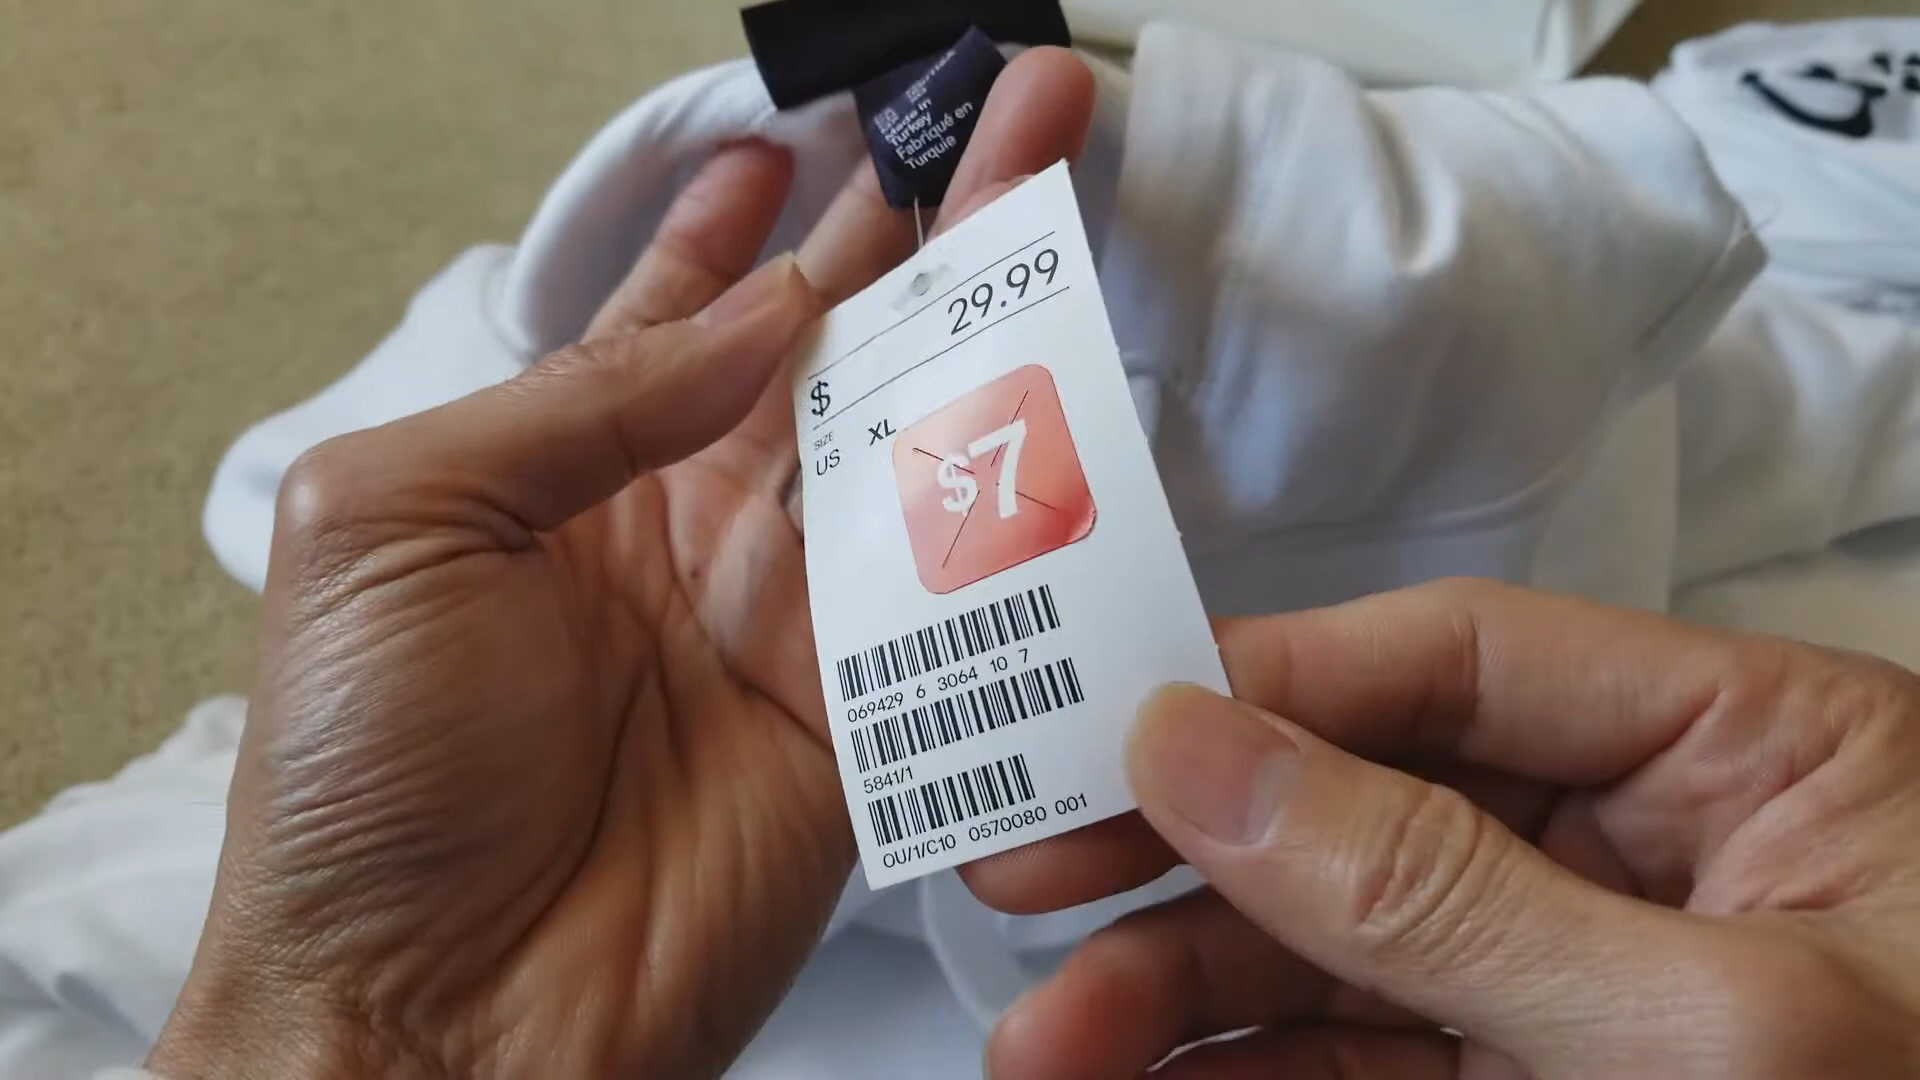 Made in
Turkey
Fabriqué en
Turquie
$ 29.99
SIZE
US XL
$7
069429 6 3064 10 7
5841/1
OU/1/C10 0570080 001